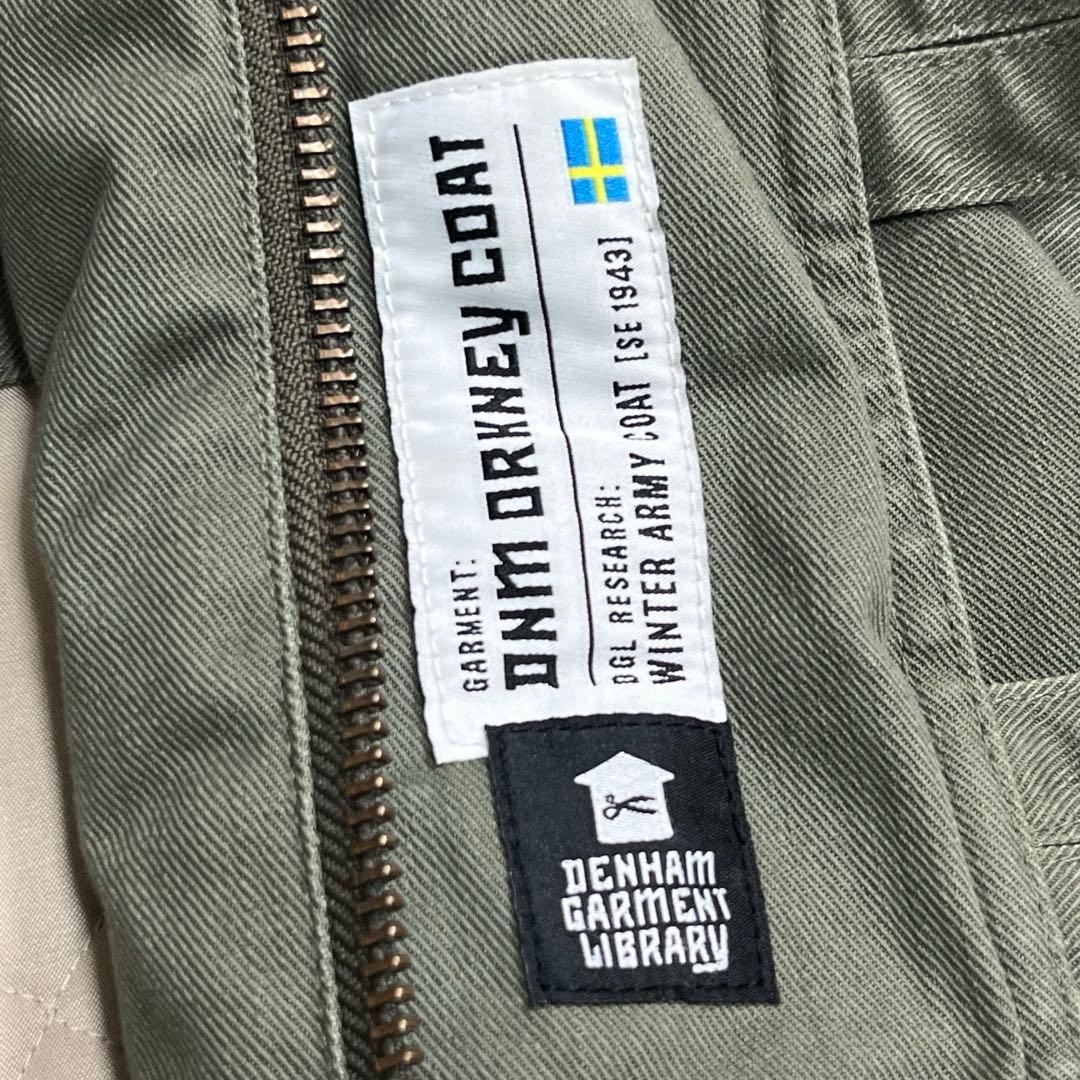 GARMENT:
DNM ORKNEY COAT
DGL RESEARCH:
WINTER ARMY COAT [SE 1943]
DENHAM
GARMENT
LIBRARY